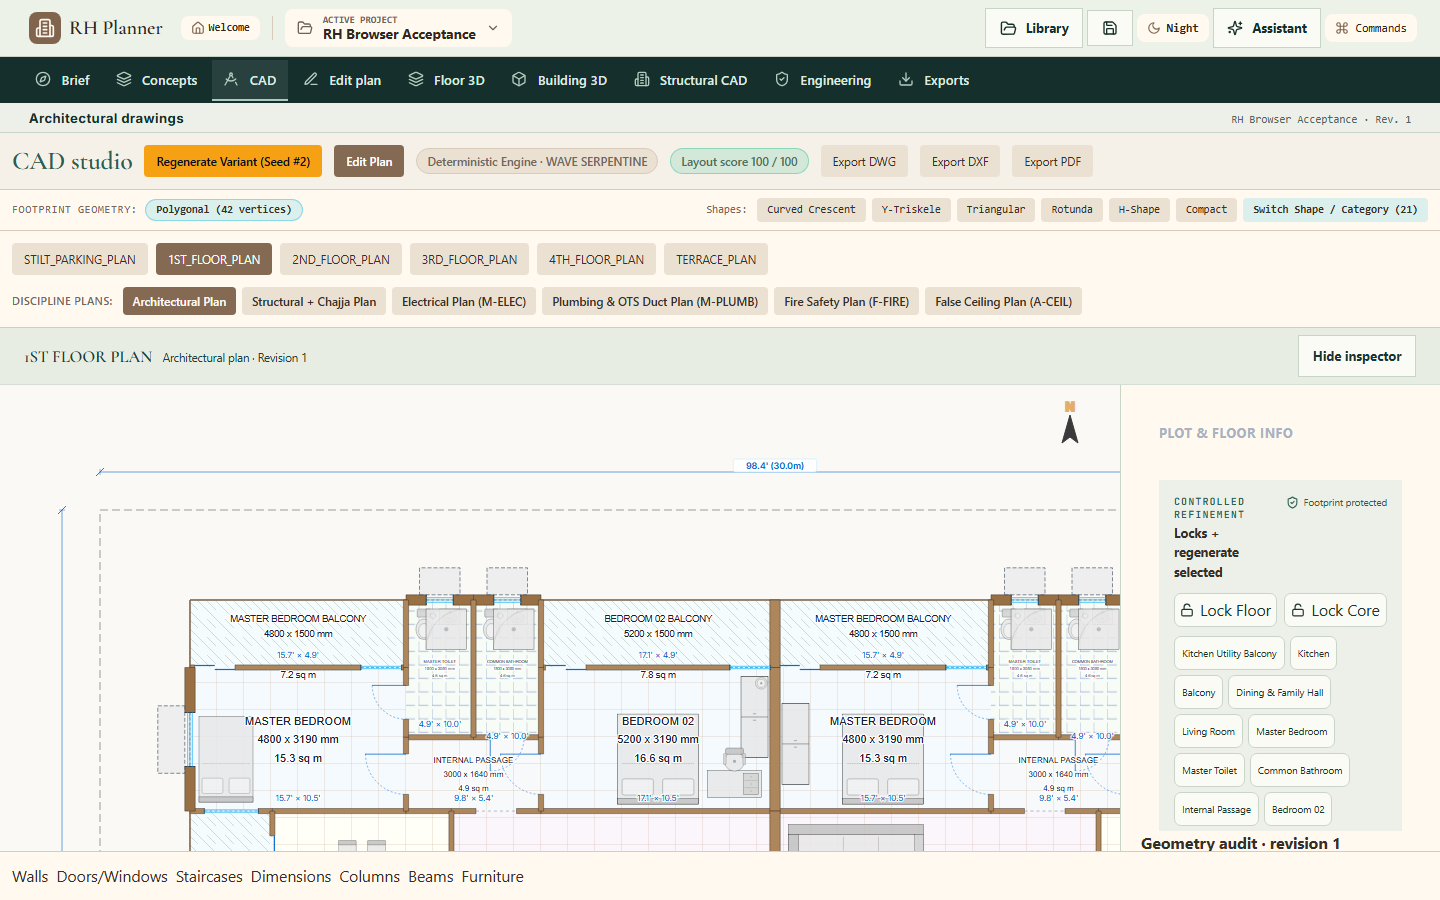 RH Planner
Welcome
ACTIVE PROJECT
RH Browser Acceptance
Library
Night
Assistant
Commands
Brief
Concepts
CAD
Edit plan
Floor 3D
Building 3D
Structural CAD
Engineering
Exports
Architectural drawings
RH Browser Acceptance · Rev. 1
CAD studio
Regenerate Variant (Seed #2)
Edit Plan
Deterministic Engine · WAVE SERPENTINE
Layout score 100 / 100
Export DWG
Export DXF
Export PDF
FOOTPRINT GEOMETRY:
Polygonal (42 vertices)
Shapes:
Curved Crescent
Y-Triskele
Triangular
Rotunda
H-Shape
Compact
Switch Shape / Category (21)
STILT_PARKING_PLAN
1ST_FLOOR_PLAN
2ND_FLOOR_PLAN
3RD_FLOOR_PLAN
4TH_FLOOR_PLAN
TERRACE_PLAN
DISCIPLINE PLANS:
Architectural Plan
Structural + Chajja Plan
Electrical Plan (M-ELEC)
Plumbing & OTS Duct Plan (M-PLUMB)
Fire Safety Plan (F-FIRE)
False Ceiling Plan (A-CEIL)
1ST FLOOR PLAN
Architectural plan · Revision 1
Hide inspector
N
98.4' (30.0m)
MASTER BEDROOM BALCONY
4800 x 1500 mm
15.7' × 4.9'
7.2 sq m
BEDROOM 02 BALCONY
5200 x 1500 mm
17.1' × 4.9'
7.8 sq m
MASTER BEDROOM BALCONY
4800 x 1500 mm
15.7' × 4.9'
7.2 sq m
MASTER TOILET
COMMON BATHROOM
MASTER TOILET
COMMON BATHROOM
4.9' × 10.0'
4.9' × 10.0'
4.9' × 10.0'
4.9' × 10.0'
MASTER BEDROOM
4800 x 3190 mm
15.3 sq m
15.7' × 10.5'
INTERNAL PASSAGE
3000 x 1640 mm
4.9 sq m
9.8' × 5.4'
BEDROOM 02
5200 x 3190 mm
16.6 sq m
17.1' × 10.5'
MASTER BEDROOM
4800 x 3190 mm
15.3 sq m
15.7' × 10.5'
INTERNAL PASSAGE
3000 x 1640 mm
4.9 sq m
9.8' × 5.4'
PLOT & FLOOR INFO
CONTROLLED
REFINEMENT
Footprint protected
Locks +
regenerate
selected
Lock Floor
Lock Core
Kitchen Utility Balcony
Kitchen
Balcony
Dining & Family Hall
Living Room
Master Bedroom
Master Toilet
Common Bathroom
Internal Passage
Bedroom 02
Geometry audit · revision 1
Walls Doors/Windows Staircases Dimensions Columns Beams Furniture